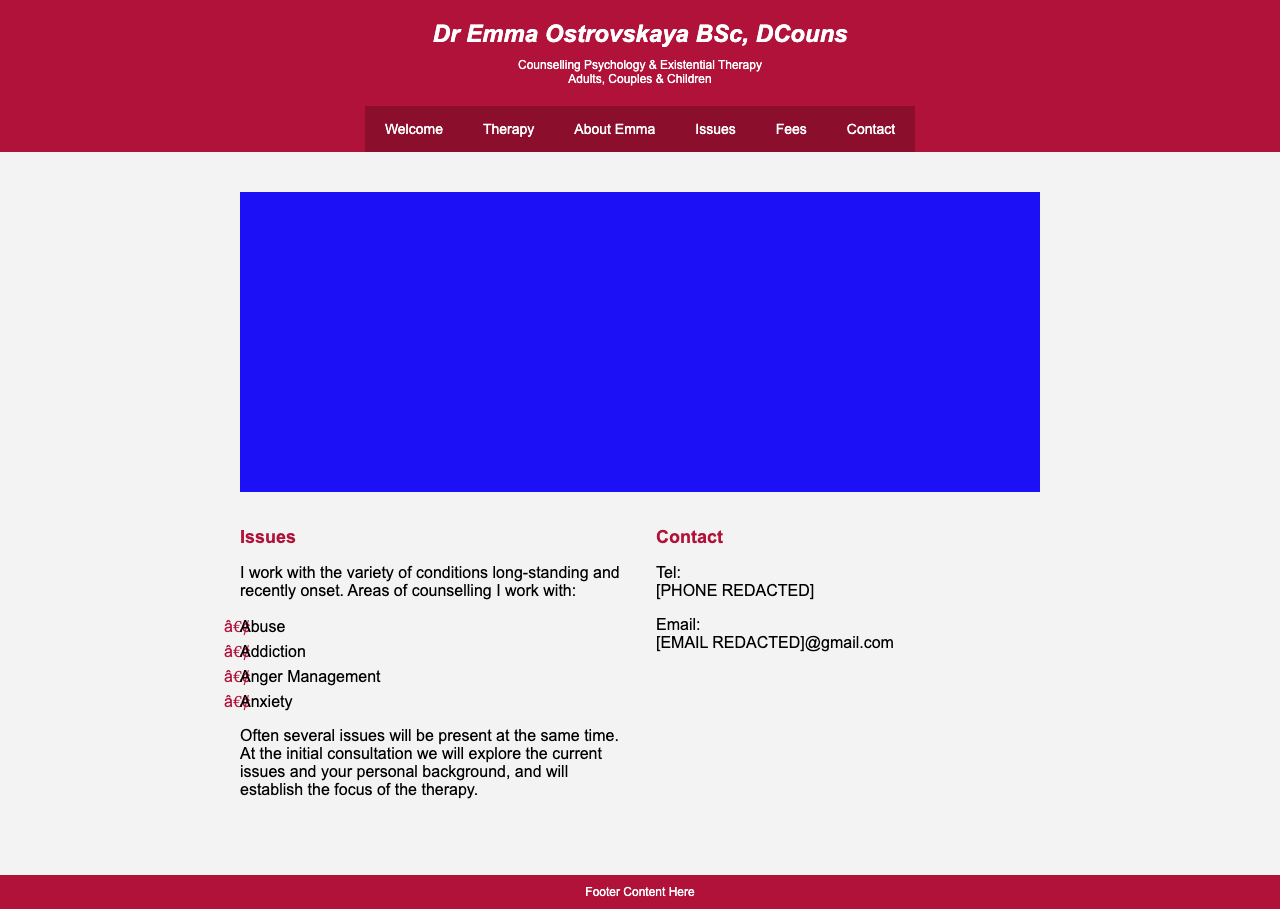 Dr Emma Ostrovskaya BSc, DCouns
Counselling Psychology & Existential Therapy
Adults, Couples & Children
Welcome Therapy About Emma Issues Fees Contact
Issues
I work with the variety of conditions long-standing and
recently onset. Areas of counselling I work with:
•Abuse
•Addiction
•Anger Management
•Anxiety
Often several issues will be present at the same time.
At the initial consultation we will explore the current
issues and your personal background, and will
establish the focus of the therapy.
Contact
Tel:
[PHONE REDACTED]
Email:
[EMAIL REDACTED]@gmail.com
Footer Content Here